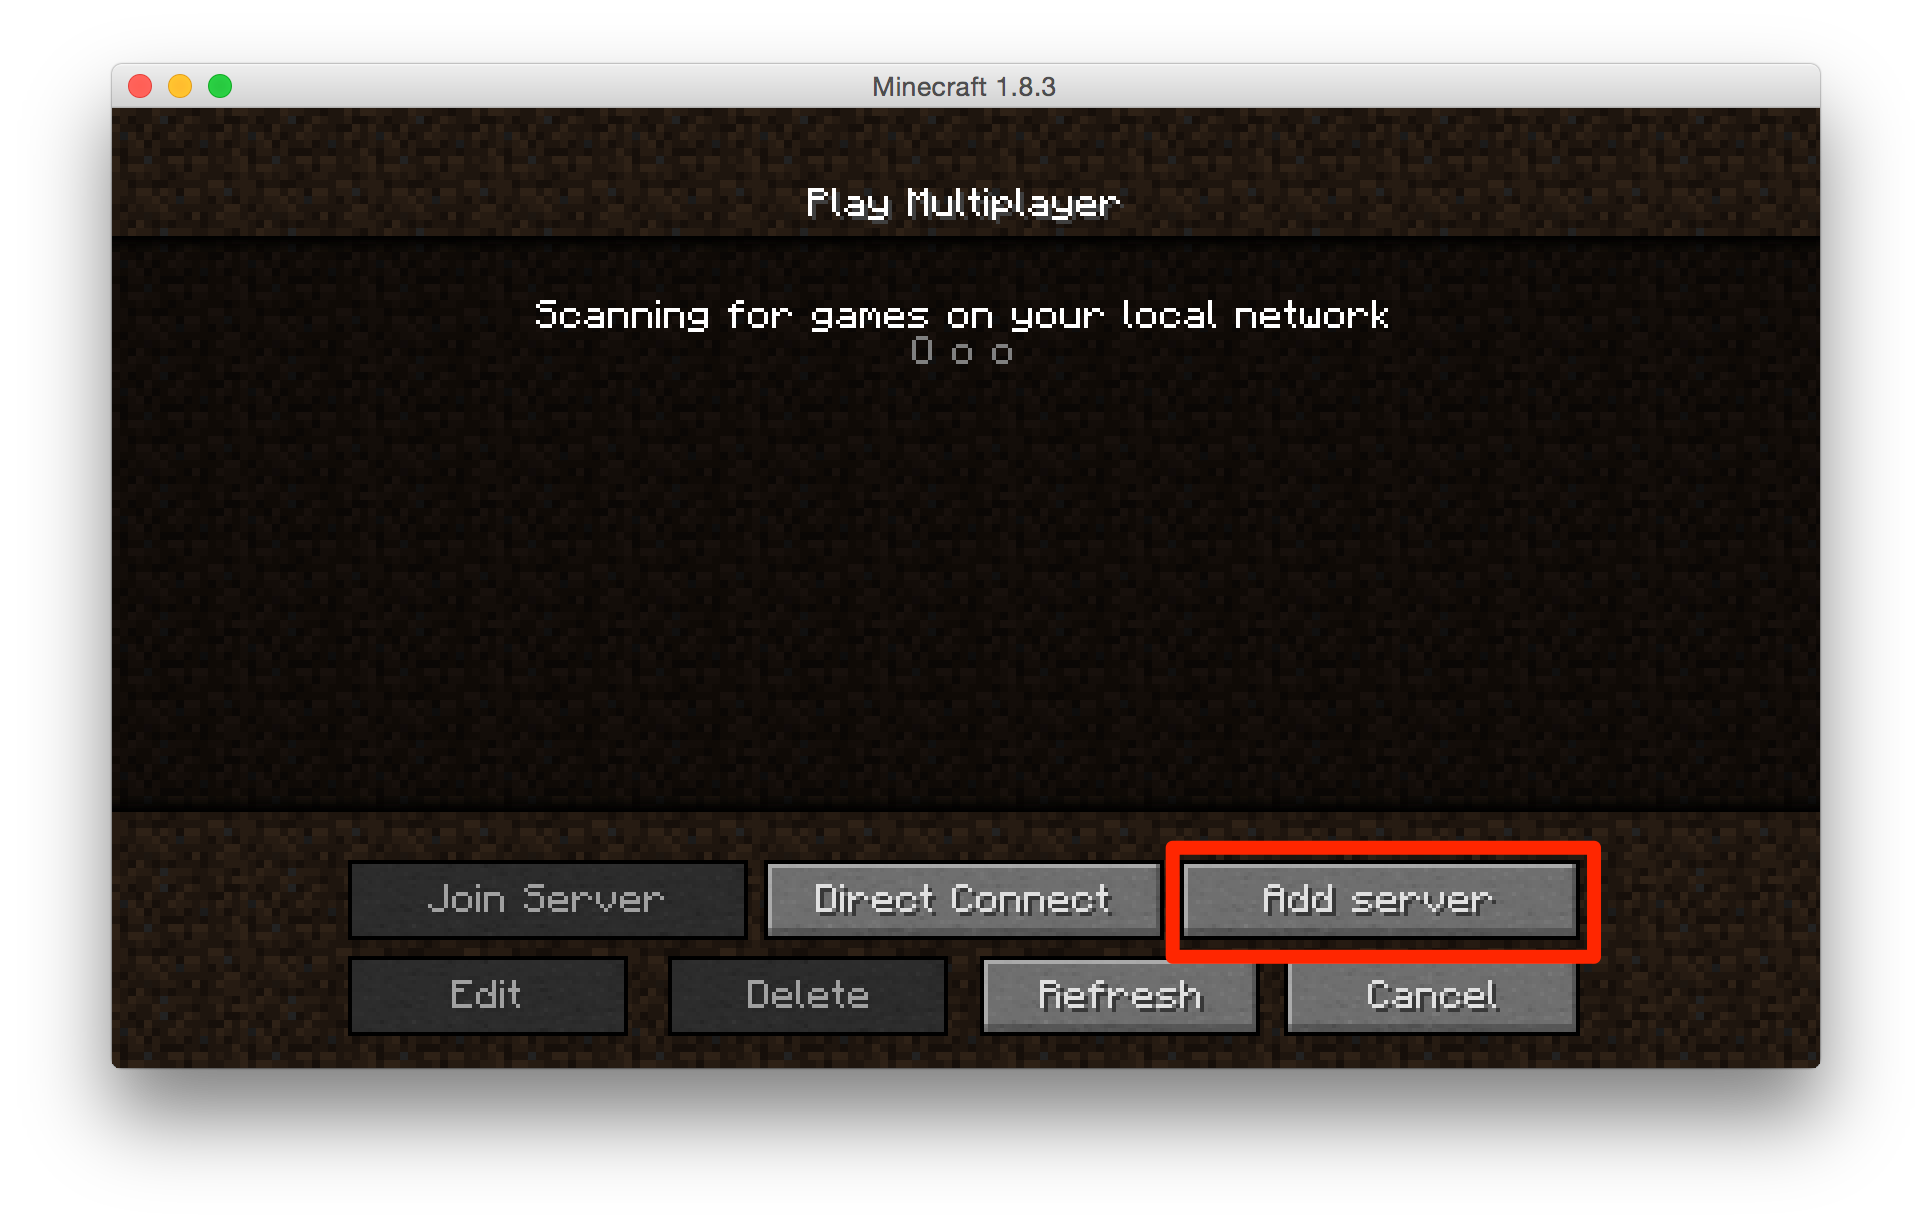 Minecraft 1.8.3
Play Multiplayer
Scanning for games on your local network
O o o
Join Server Direct Connect Add server
Edit Delete Refresh Cancel